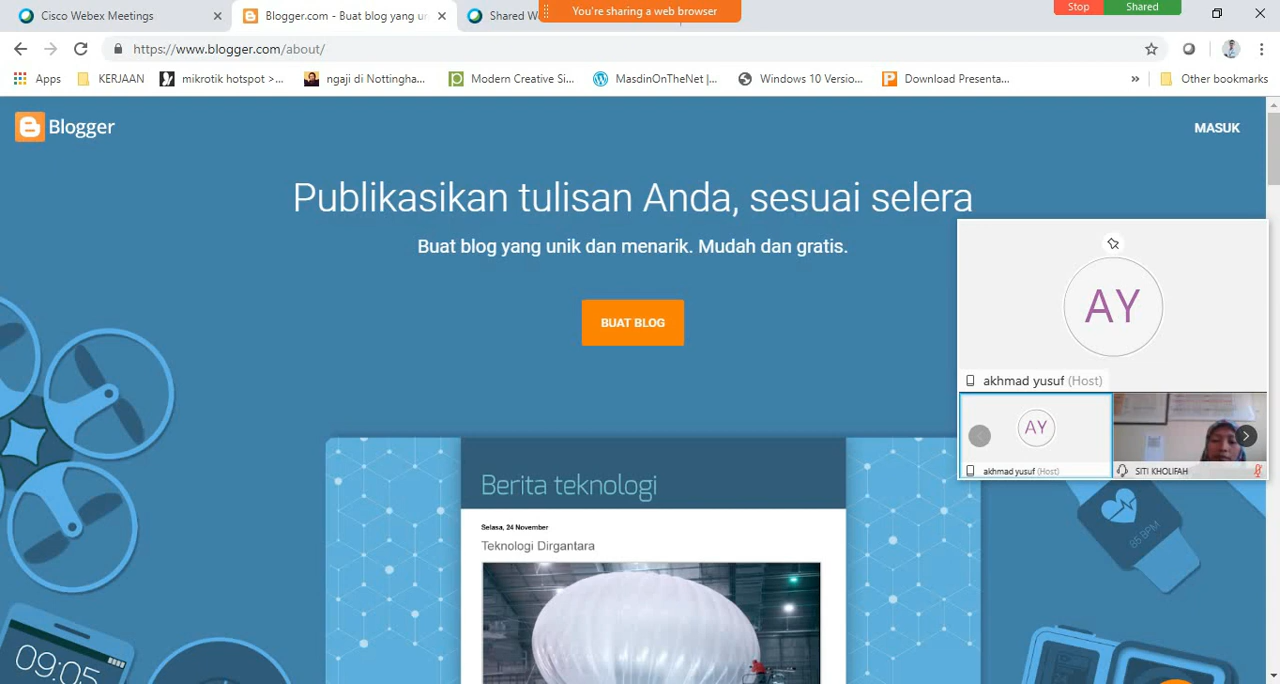 Cisco Webex Meetings
Blogger.com - Buat blog yang un
Shared W
You're sharing a web browser
Stop
Shared
https://www.blogger.com/about/
Apps
KERJAAN
mikrotik hotspot >...
ngaji di Nottingha...
Modern Creative Si...
MasdinOnTheNet |...
Windows 10 Versio...
Download Presenta...
»
Other bookmarks
Blogger
MASUK
Publikasikan tulisan Anda, sesuai selera
Buat blog yang unik dan menarik. Mudah dan gratis.
BUAT BLOG
AY
akhmad yusuf (Host)
AY
akhmad yusuf (Host)
SITI KHOLIFAH
Berita teknologi
Selasa, 24 November
Teknologi Dirgantara
85 BPM
09:05